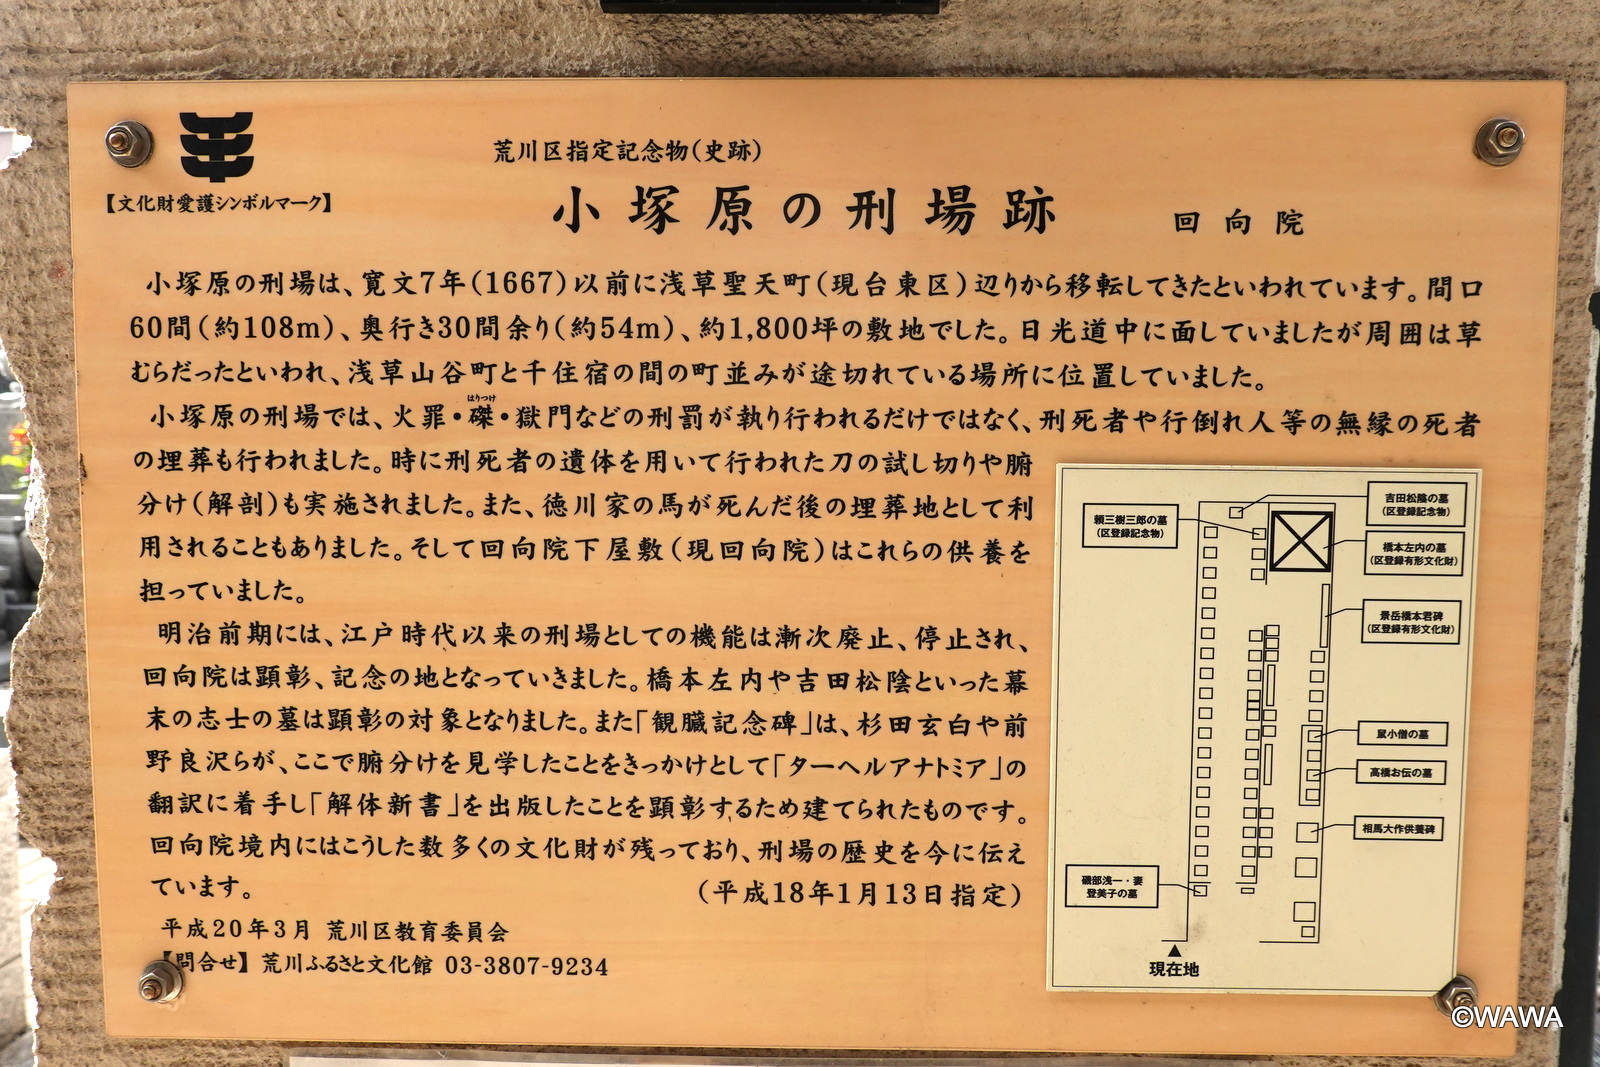 【文化財愛護シンボルマーク】
荒川区指定記念物(史跡)
小塚原の刑場跡
回向院
小塚原の刑場は、寛文7年(1667)以前に浅草聖天町(現台東区)辺りから移転してきたといわれています。間口
60間(約108m)、奥行き30間余り(約54m)、約1,800坪の敷地でした。日光道中に面していましたが周囲は草
むらだったといわれ、浅草山谷町と千住宿の間の町並みが途切れている場所に位置していました。
はりつけ
小塚原の刑場では、火罪・磔・獄門などの刑罰が執り行われるだけではなく、刑死者や行倒れ人等の無縁の死者
の埋葬も行われました。時に刑死者の遺体を用いて行われた刀の試し切りや腑
分け(解剖)も実施されました。また、徳川家の馬が死んだ後の埋葬地として利
用されることもありました。そして回向院下屋敷(現回向院)はこれらの供養を
担っていました。
明治前期には、江戸時代以来の刑場としての機能は漸次廃止、停止され、
回向院は顕彰、記念の地となっていきました。橋本左内や吉田松陰といった幕
末の志士の墓は顕彰の対象となりました。また「観臓記念碑」は、杉田玄白や前
野良沢らが、ここで腑分けを見学したことをきっかけとして「ターヘルアナトミア」の
翻訳に着手し「解体新書」を出版したことを顕彰するため建てられたものです。
回向院境内にはこうした数多くの文化財が残っており、刑場の歴史を今に伝え
ています。
(平成18年1月13日指定)
平成20年3月 荒川区教育委員会
【問合せ】荒川ふるさと文化館 03-3807-9234
吉田松陰の墓
(区登録記念物)
頼三樹三郎の墓
(区登録記念物)
橋本左内の墓
(区登録有形文化財)
景岳橋本君碑
(区登録有形文化財)
鼠小僧の墓
高橋お伝の墓
相馬大作供養碑
磯部浅一・妻
登美子の墓
現在地
©WAWA